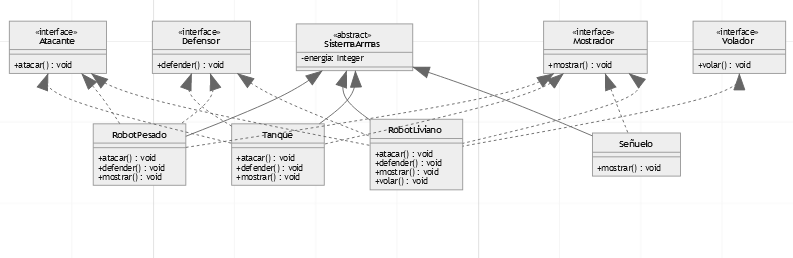 «interface»
Atacante
+atacar() : void
«interface»
Defensor
+defender() : void
«abstract»
SistemaArmas
-energia: Integer
«interface»
Mostrador
+mostrar() : void
«interface»
Volador
+volar() : void
RobotPesado
+atacar() : void
+defender() : void
+mostrar() : void
Tanque
+atacar() : void
+defender() : void
+mostrar() : void
RobotLiviano
+atacar() : void
+defender() : void
+mostrar() : void
+volar() : void
Señuelo
+mostrar() : void